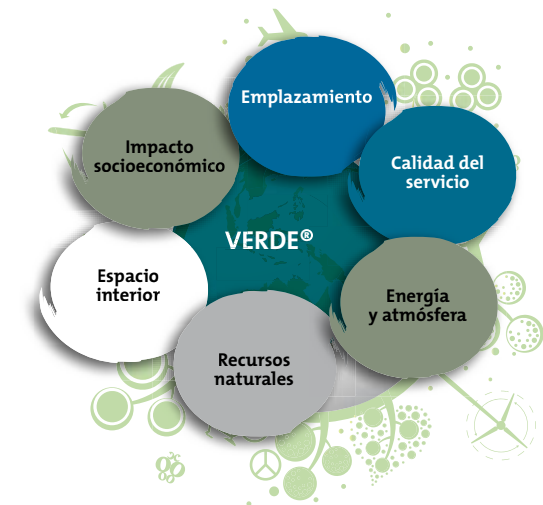 Emplazamiento
Impacto
socioeconómico
Calidad del
servicio
VERDE®
Espacio
interior
Energía
y atmósfera
Recursos
naturales